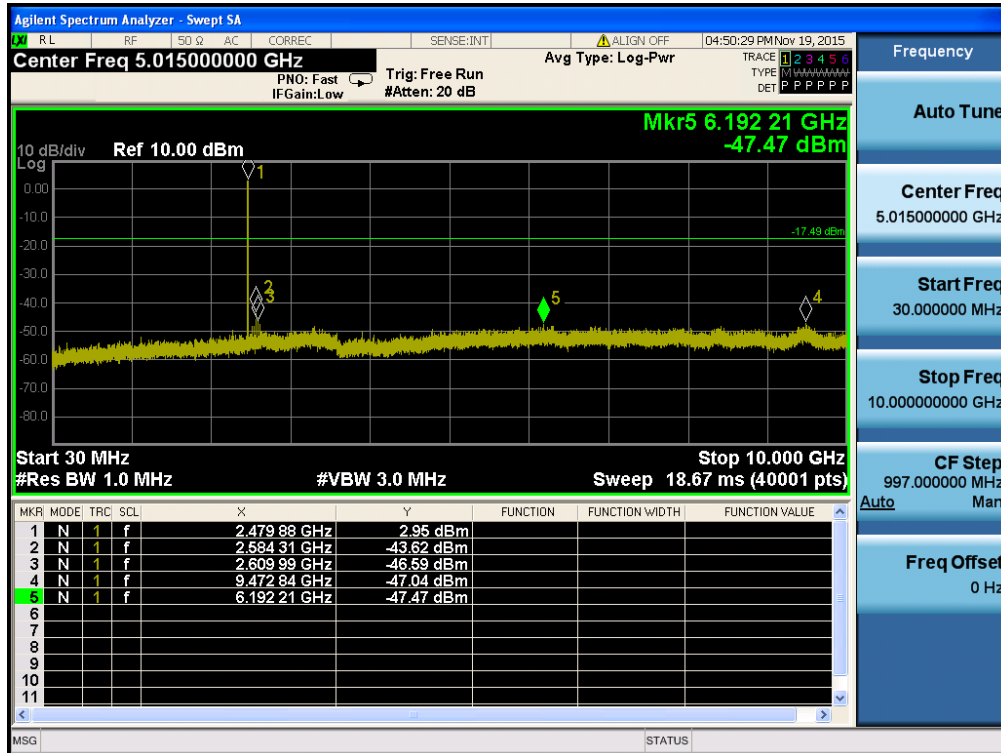 Agilent Spectrum Analyzer - Swept SA
LXI RL RF 50 Ω AC CORREC SENSE:INT ALIGN OFF 04:50:29 PM Nov 19, 2015
Center Freq 5.015000000 GHz
PNO: Fast
IFGain:Low
Trig: Free Run
#Atten: 20 dB
Avg Type: Log-Pwr
TRACE 1 2 3 4 5 6
TYPE M
DET P P P P P P
Mkr5 6.192 21 GHz
-47.47 dBm
10 dB/div Ref 10.00 dBm
Log
1
0.00
-10.0
-17.49 dBm
-20.0
-30.0
2
3
5
4
-40.0
-50.0
-60.0
-70.0
-80.0
Start 30 MHz Stop 10.000 GHz
#Res BW 1.0 MHz #VBW 3.0 MHz Sweep 18.67 ms (40001 pts)
MKR MODE TRC SCL X Y FUNCTION FUNCTION WIDTH FUNCTION VALUE
1 N 1 f 2.479 88 GHz 2.95 dBm
2 N 1 f 2.584 31 GHz -43.62 dBm
3 N 1 f 2.609 99 GHz -46.59 dBm
4 N 1 f 9.472 84 GHz -47.04 dBm
5 N 1 f 6.192 21 GHz -47.47 dBm
6
7
8
9
10
11
MSG STATUS
Frequency
Auto Tune
Center Freq
5.015000000 GHz
Start Freq
30.000000 MHz
Stop Freq
10.000000000 GHz
CF Step
997.000000 MHz
Auto Man
Freq Offset
0 Hz